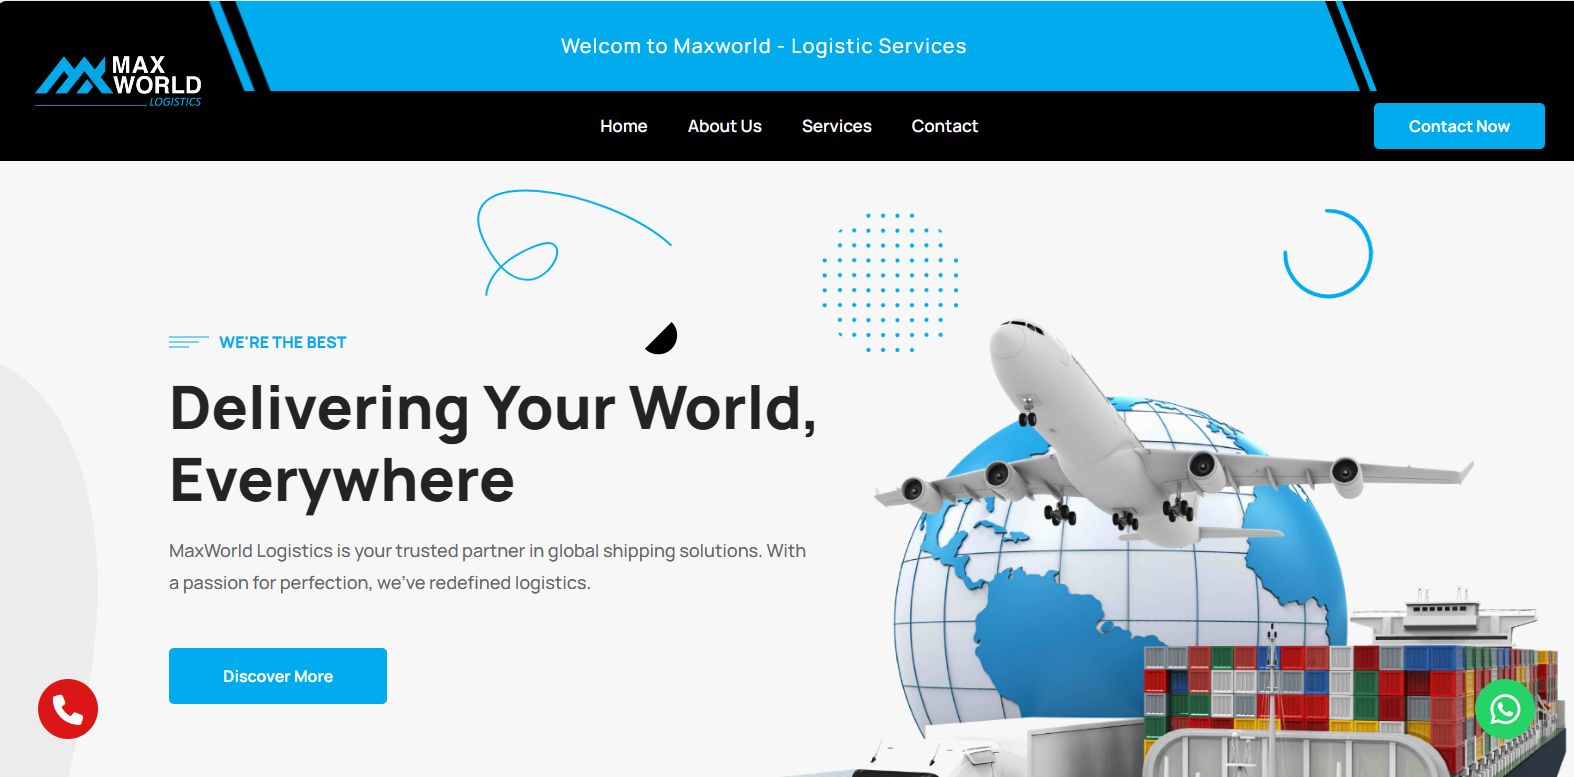 MAX
WORLD
LOGISTICS
Welcom to Maxworld - Logistic Services
Home About Us Services Contact
Contact Now
WE'RE THE BEST
Delivering Your World,
Everywhere
MaxWorld Logistics is your trusted partner in global shipping solutions. With
a passion for perfection, we've redefined logistics.
Discover More